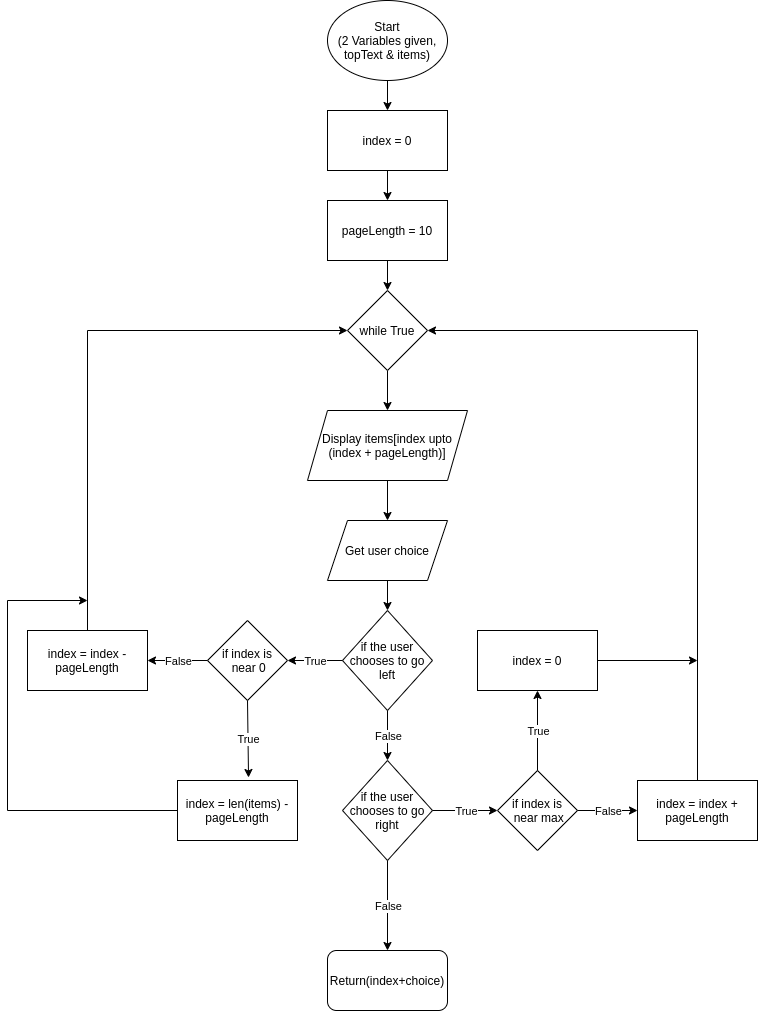 Start
(2 Variables given,
topText & items)
index = 0
pageLength = 10
while True
Display items[index upto
(index + pageLength)]
Get user choice
if the user
chooses to go
left
True
if index is
near 0
False
index = index -
pageLength
True
index = len(items) -
pageLength
False
if the user
chooses to go
right
True
if index is
near max
True
index = 0
False
index = index +
pageLength
False
Return(index+choice)